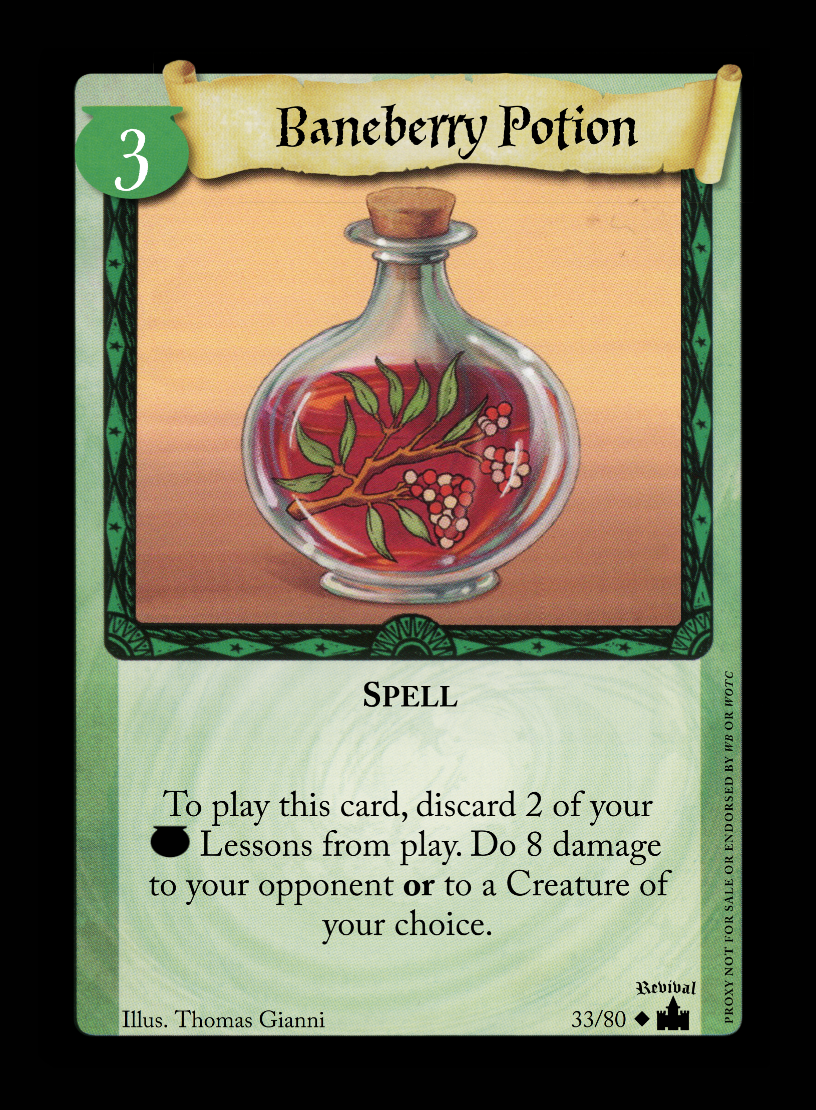 Baneberry Potion
3
SPELL
To play this card, discard 2 of your
Lessons from play. Do 8 damage
to your opponent or to a Creature of
your choice.
Revival
Illus. Thomas Gianni
33/80
PROXY NOT FOR SALE OR ENDORSED BY WB OR WOTC